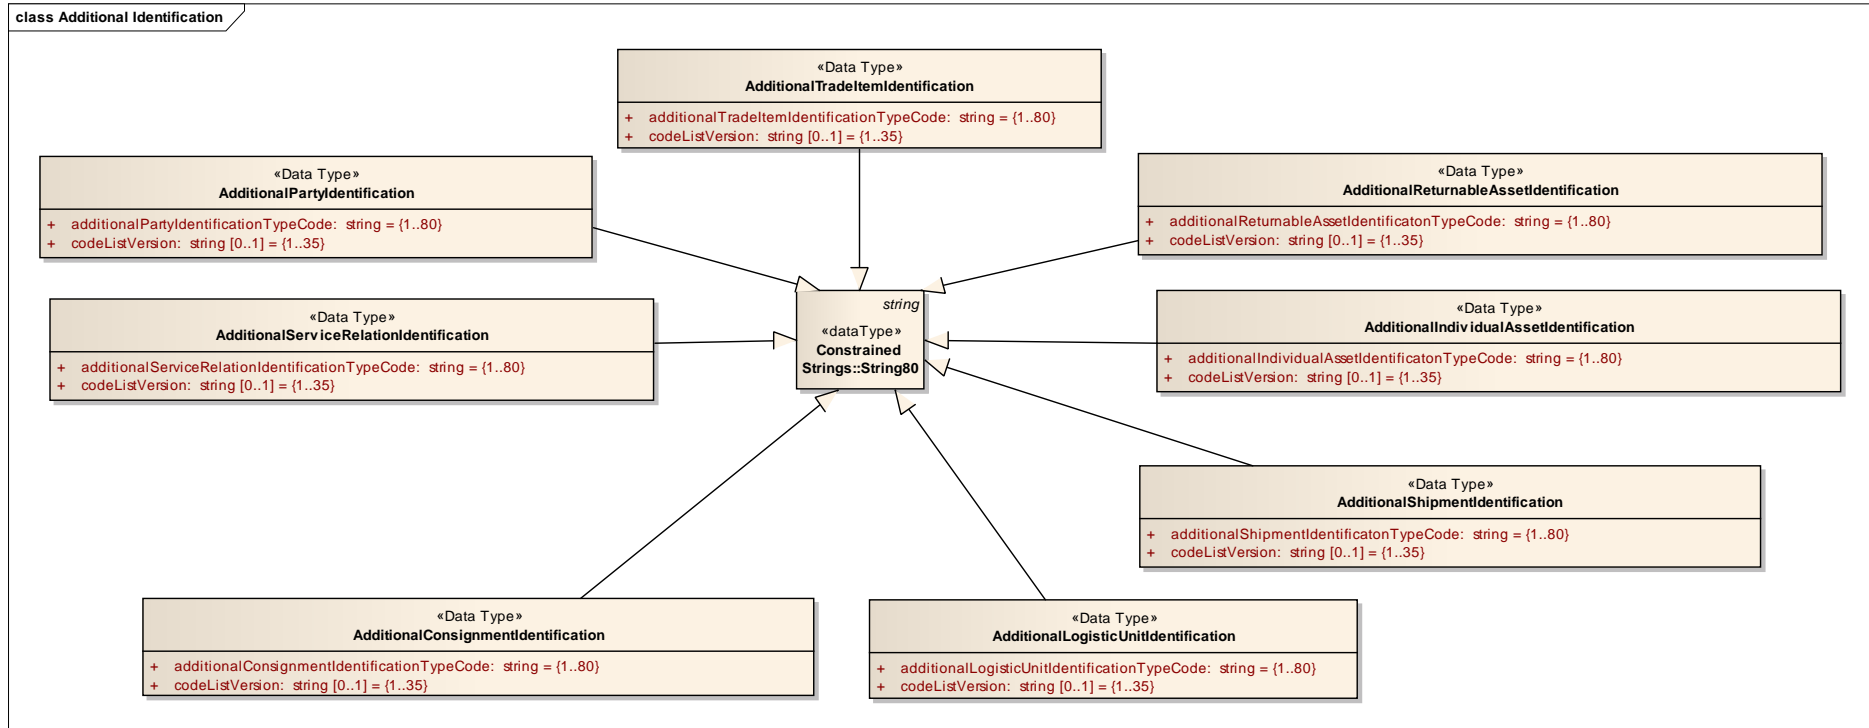 class Additional Identification
«Data Type»
AdditionalTradeItemIdentification
+ additionalTradeItemIdentificationTypeCode: string = {1..80}
+ codeListVersion: string [0..1] = {1..35}
«Data Type»
AdditionalPartyIdentification
+ additionalPartyIdentificationTypeCode: string = {1..80}
+ codeListVersion: string [0..1] = {1..35}
«Data Type»
AdditionalReturnableAssetIdentification
+ additionalReturnableAssetIdentificatonTypeCode: string = {1..80}
+ codeListVersion: string [0..1] = {1..35}
«Data Type»
AdditionalServiceRelationIdentification
+ additionalServiceRelationIdentificationTypeCode: string = {1..80}
+ codeListVersion: string [0..1] = {1..35}
string
«dataType»
Constrained
Strings::String80
«Data Type»
AdditionalIndividualAssetIdentification
+ additionalIndividualAssetIdentificatonTypeCode: string = {1..80}
+ codeListVersion: string [0..1] = {1..35}
«Data Type»
AdditionalShipmentIdentification
+ additionalShipmentIdentificatonTypeCode: string = {1..80}
+ codeListVersion: string [0..1] = {1..35}
«Data Type»
AdditionalConsignmentIdentification
+ additionalConsignmentIdentificationTypeCode: string = {1..80}
+ codeListVersion: string [0..1] = {1..35}
«Data Type»
AdditionalLogisticUnitIdentification
+ additionalLogisticUnitIdentificationTypeCode: string = {1..80}
+ codeListVersion: string [0..1] = {1..35}